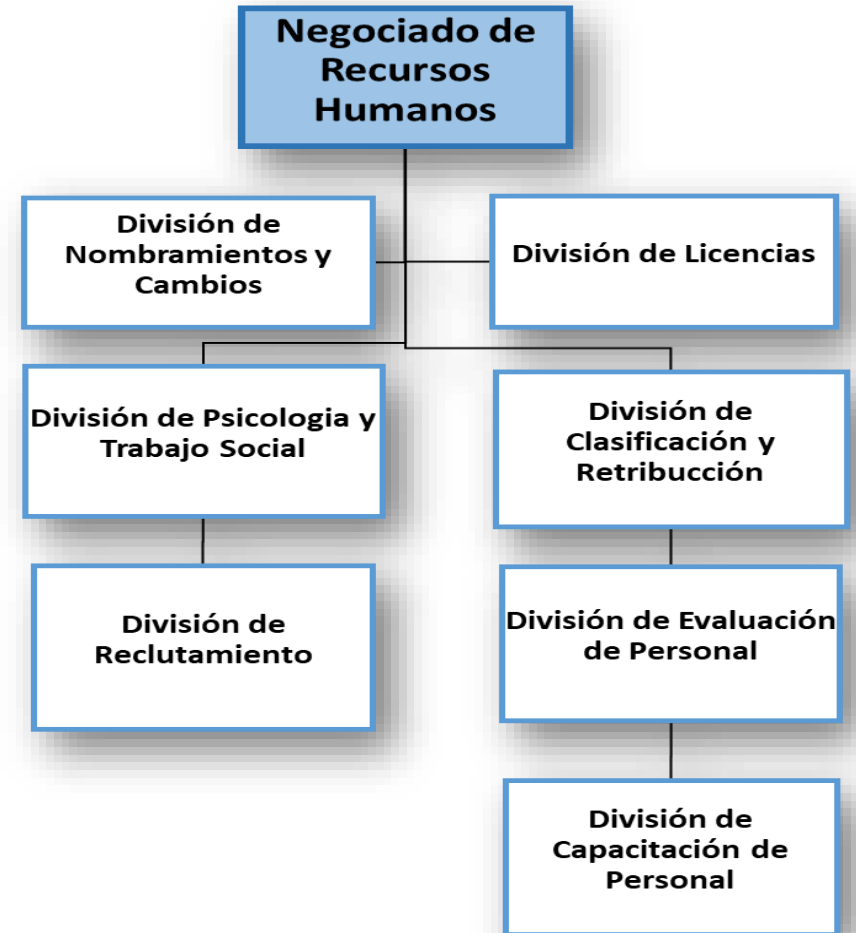 Negociado de
Recursos
Humanos
División de
Nombramientos y
Cambios
División de Licencias
División de Psicologia y
Trabajo Social
División de
Clasificación y
Retribucción
División de
Reclutamiento
División de Evaluación
de Personal
División de
Capacitación de
Personal